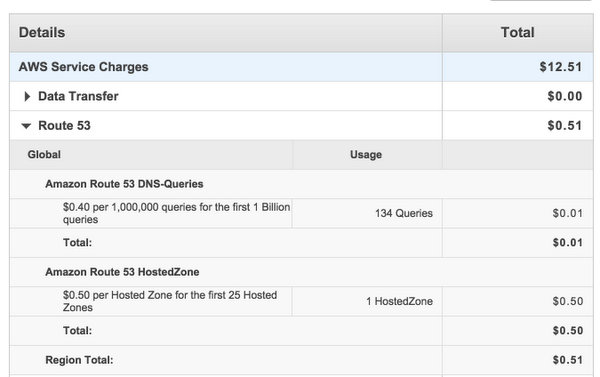 Details Total
AWS Service Charges $12.51
Data Transfer $0.00
Route 53 $0.51
Global Usage
Amazon Route 53 DNS-Queries
$0.40 per 1,000,000 queries for the first 1 Billion
queries 134 Queries $0.01
Total: $0.01
Amazon Route 53 HostedZone
$0.50 per Hosted Zone for the first 25 Hosted
Zones 1 HostedZone $0.50
Total: $0.50
Region Total: $0.51